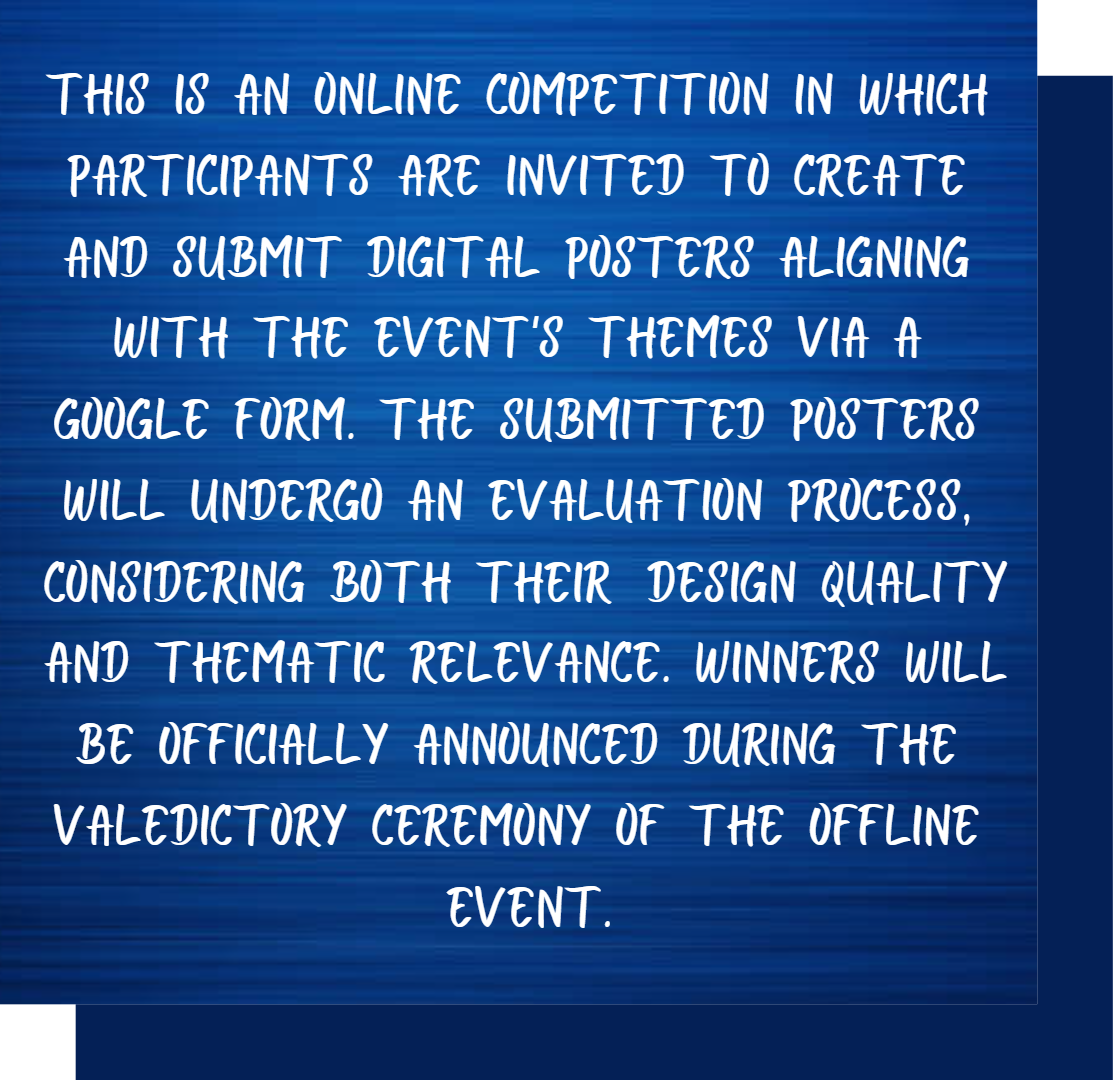 THIS IS AN ONLINE COMPETITION IN WHICH
PARTICIPANTS ARE INVITED TO CREATE
AND SUBMIT DIGITAL POSTERS ALIGNING
WITH THE EVENT'S THEMES VIA A
GOOGLE FORM. THE SUBMITTED POSTERS
WILL UNDERGO AN EVALUATION PROCESS,
CONSIDERING BOTH THEIR DESIGN QUALITY
AND THEMATIC RELEVANCE. WINNERS WILL
BE OFFICIALLY ANNOUNCED DURING THE
VALEDICTORY CEREMONY OF THE OFFLINE
EVENT.